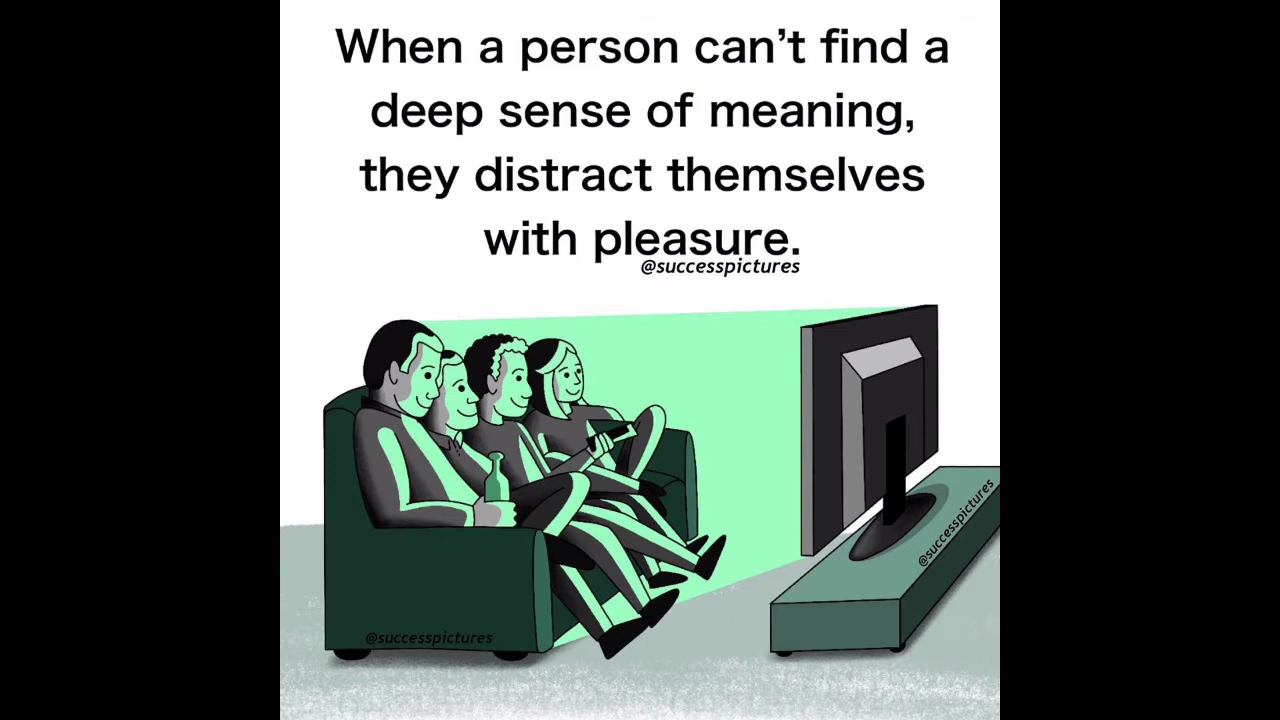 When a person can't find a
deep sense of meaning,
they distract themselves
with pleasure.
@successpictures
@successpictures
@successpictures